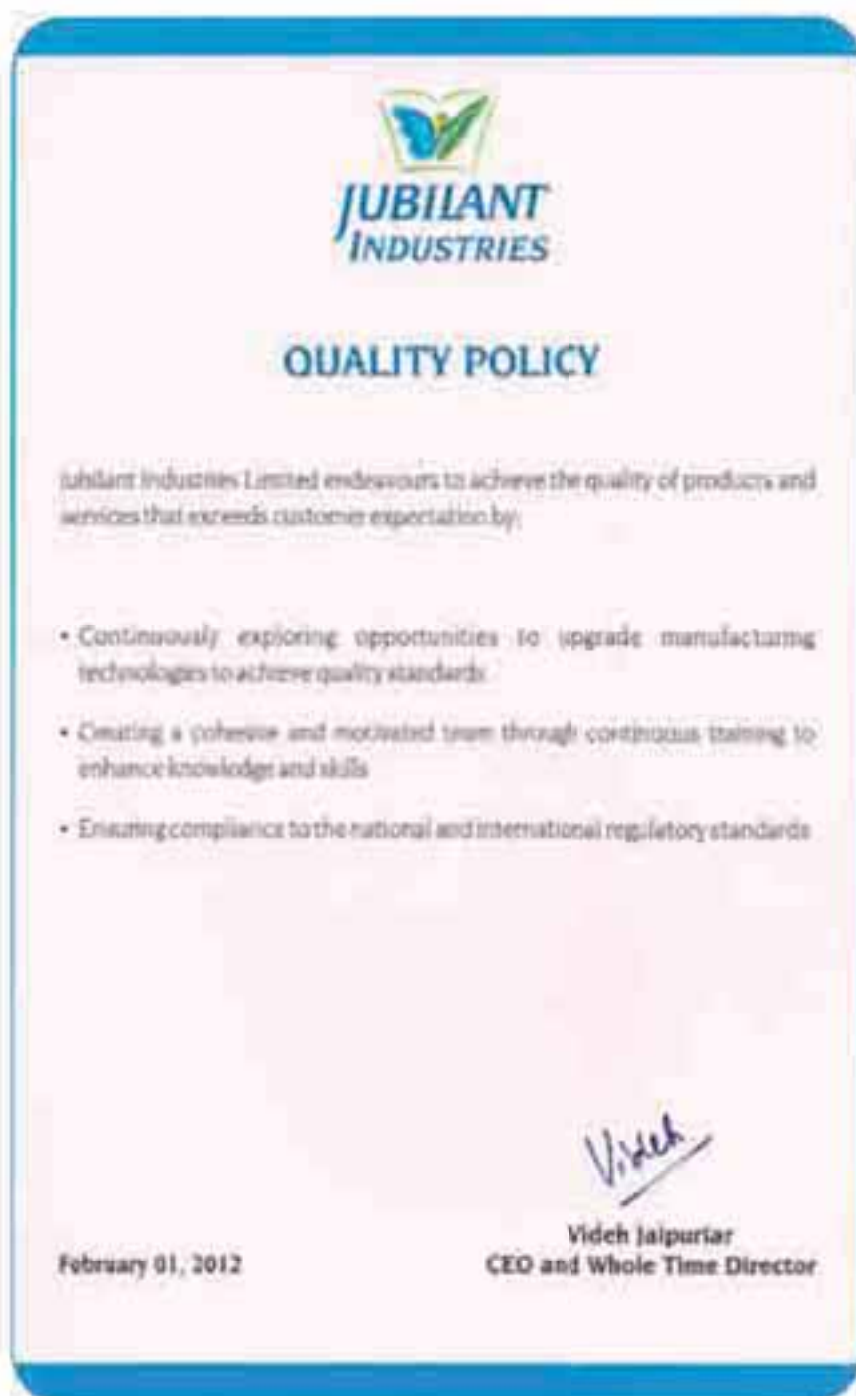 JUBILANT
INDUSTRIES
QUALITY POLICY
Jubilant Industries Limited endeavours to achieve the quality of products and
services that exceeds customer expectation by:
• Continuously exploring opportunities to upgrade manufacturing
technologies to achieve quality standards
• Creating a cohesive and motivated team through continuous training to
enhance knowledge and skills
• Ensuring compliance to the national and international regulatory standards
Videh
Videh Jaipuriar
February 01, 2012
CEO and Whole Time Director